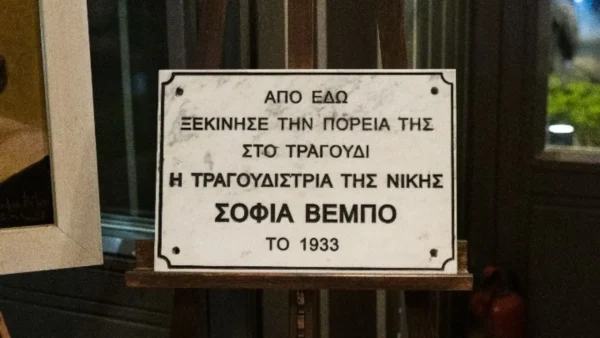 ΑΠΟ ΕΔΩ
ΞΕΚΙΝΗΣΕ ΤΗΝ ΠΟΡΕΙΑ ΤΗΣ
ΣΤΟ ΤΡΑΓΟΥΔΙ
Η ΤΡΑΓΟΥΔΙΣΤΡΙΑ ΤΗΣ ΝΙΚΗΣ
ΣΟΦΙΑ ΒΕΜΠΟ
ΤΟ 1933